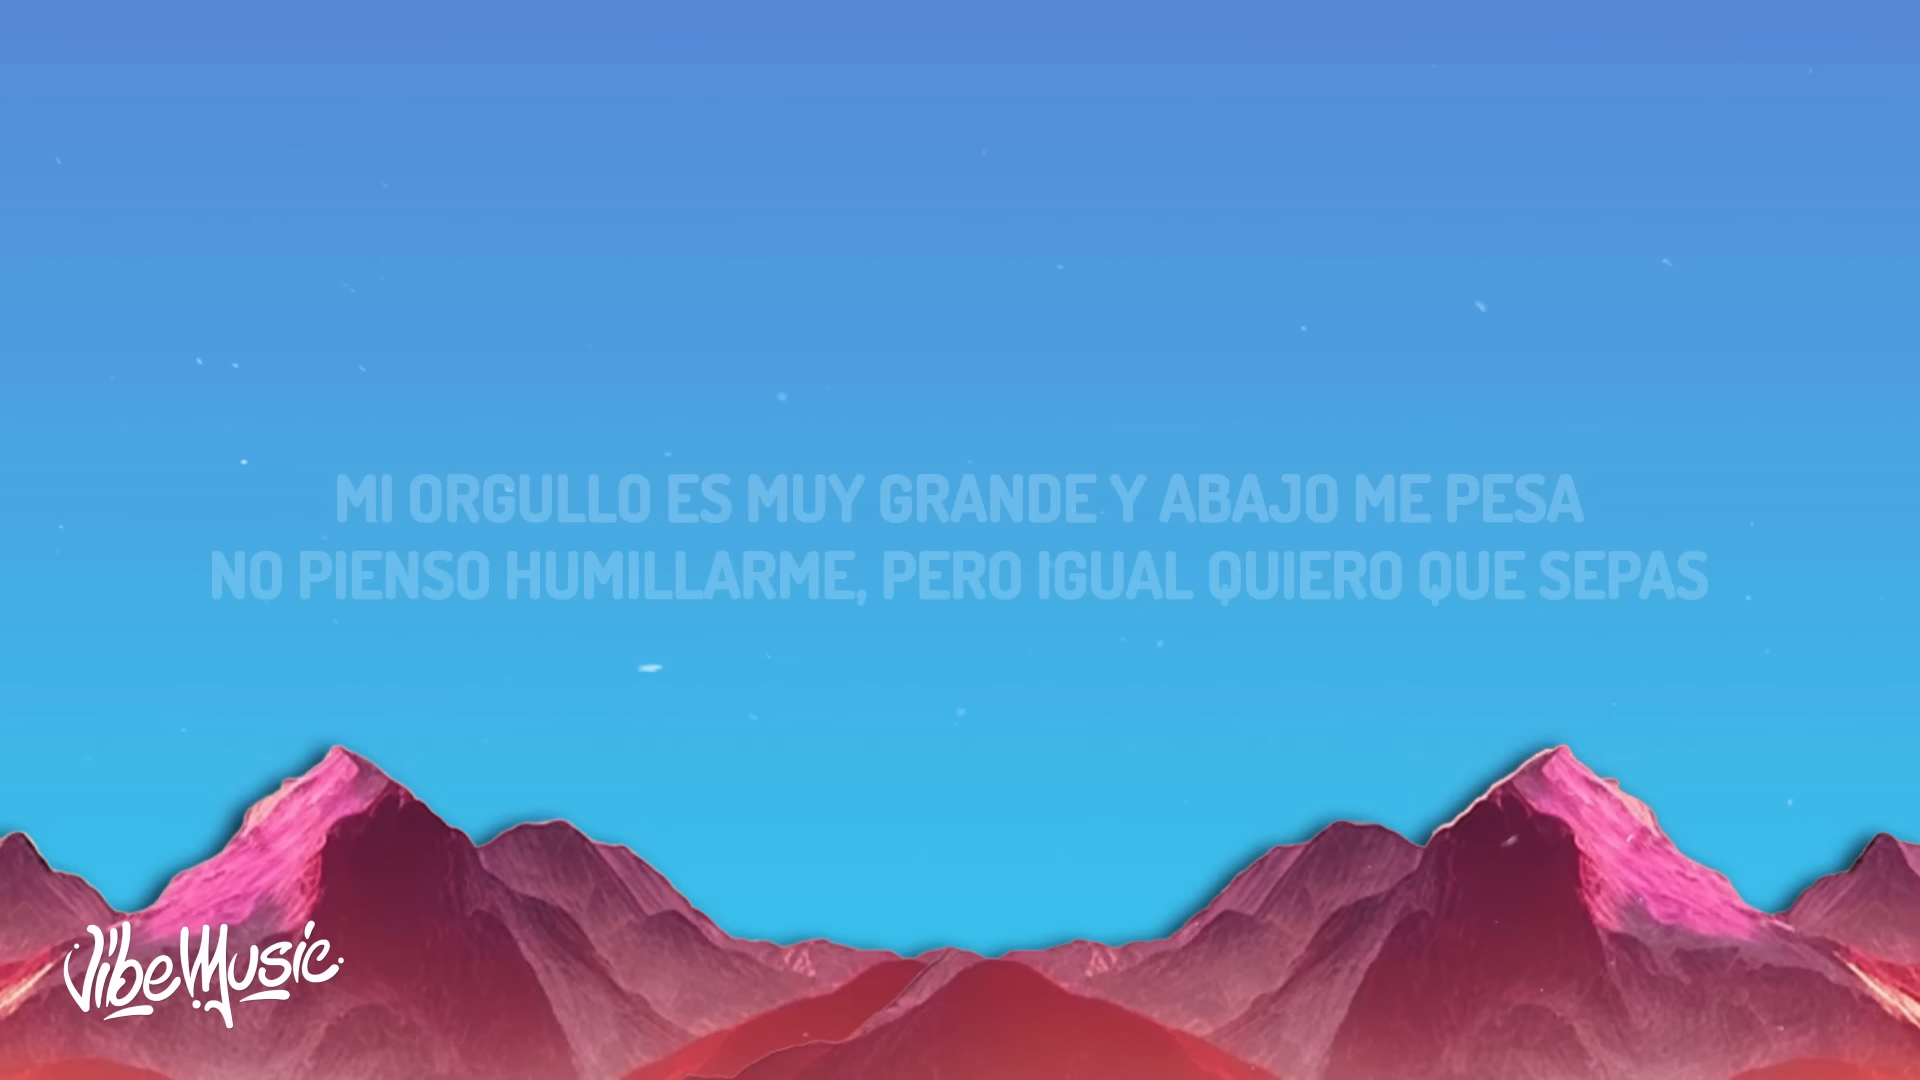 MI ORGULLO ES MUY GRANDE Y ABAJO ME PESA
NO PIENSO HUMILLARME, PERO IGUAL QUIERO QUE SEPAS
VibeMusic